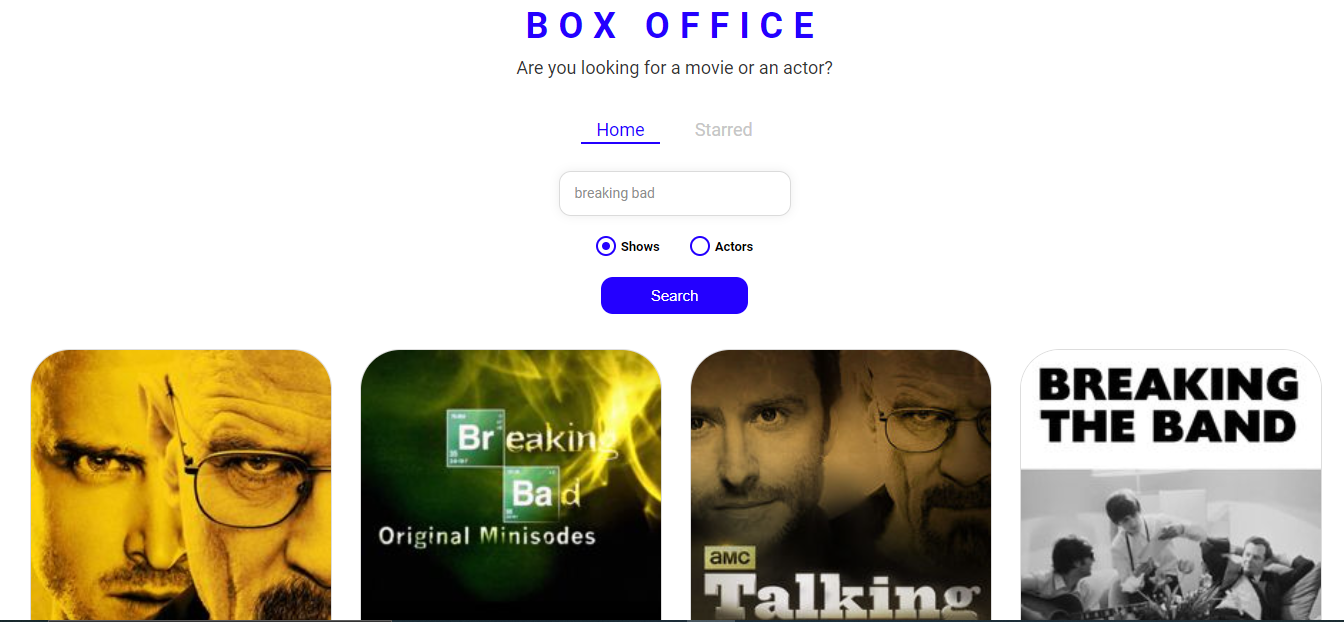 BOX OFFICE
Are you looking for a movie or an actor?
Home Starred
breaking bad
Shows Actors
Search
Breaking
Bad
Original Minisodes
amc
Talking
BREAKING
THE BAND